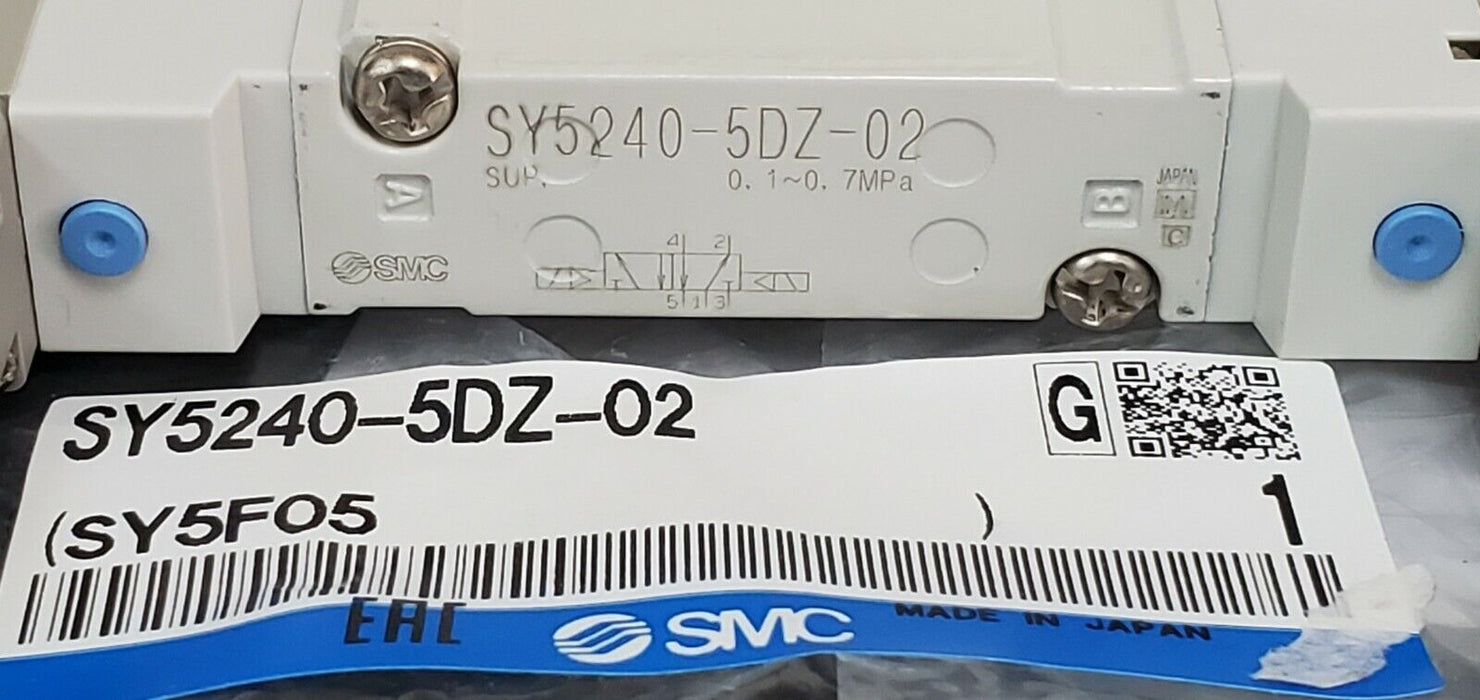 SY5240-5DZ-02
SUP. 0.1~0.7MPa
A
B
JAPAN
M
C
SMC
4 2
5 1 3
SY5240-5DZ-02
G
(SY5F05 )
1
EAC
SMC
MADE IN JAPAN